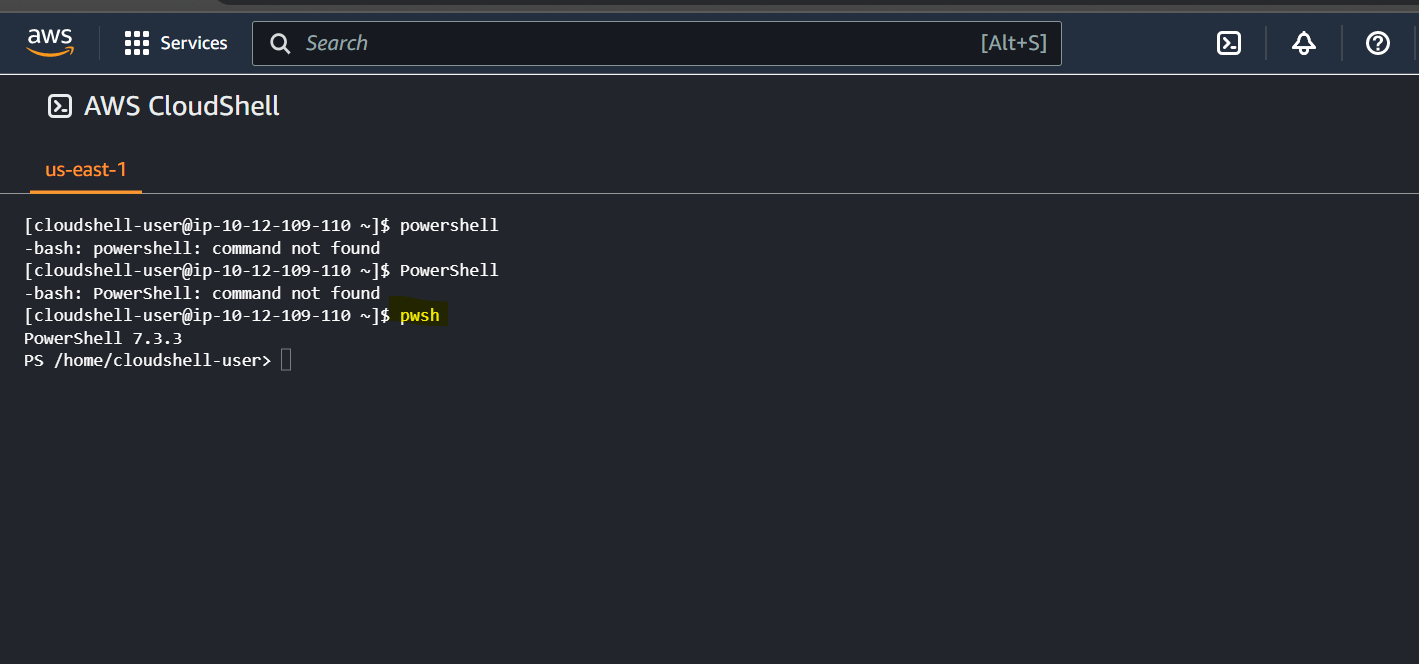 aws
Services
Search
[Alt+S]
AWS CloudShell
us-east-1
[cloudshell-user@ip-10-12-109-110 ~]$ powershell
-bash: powershell: command not found
[cloudshell-user@ip-10-12-109-110 ~]$ PowerShell
-bash: PowerShell: command not found
[cloudshell-user@ip-10-12-109-110 ~]$ pwsh
PowerShell 7.3.3
PS /home/cloudshell-user>